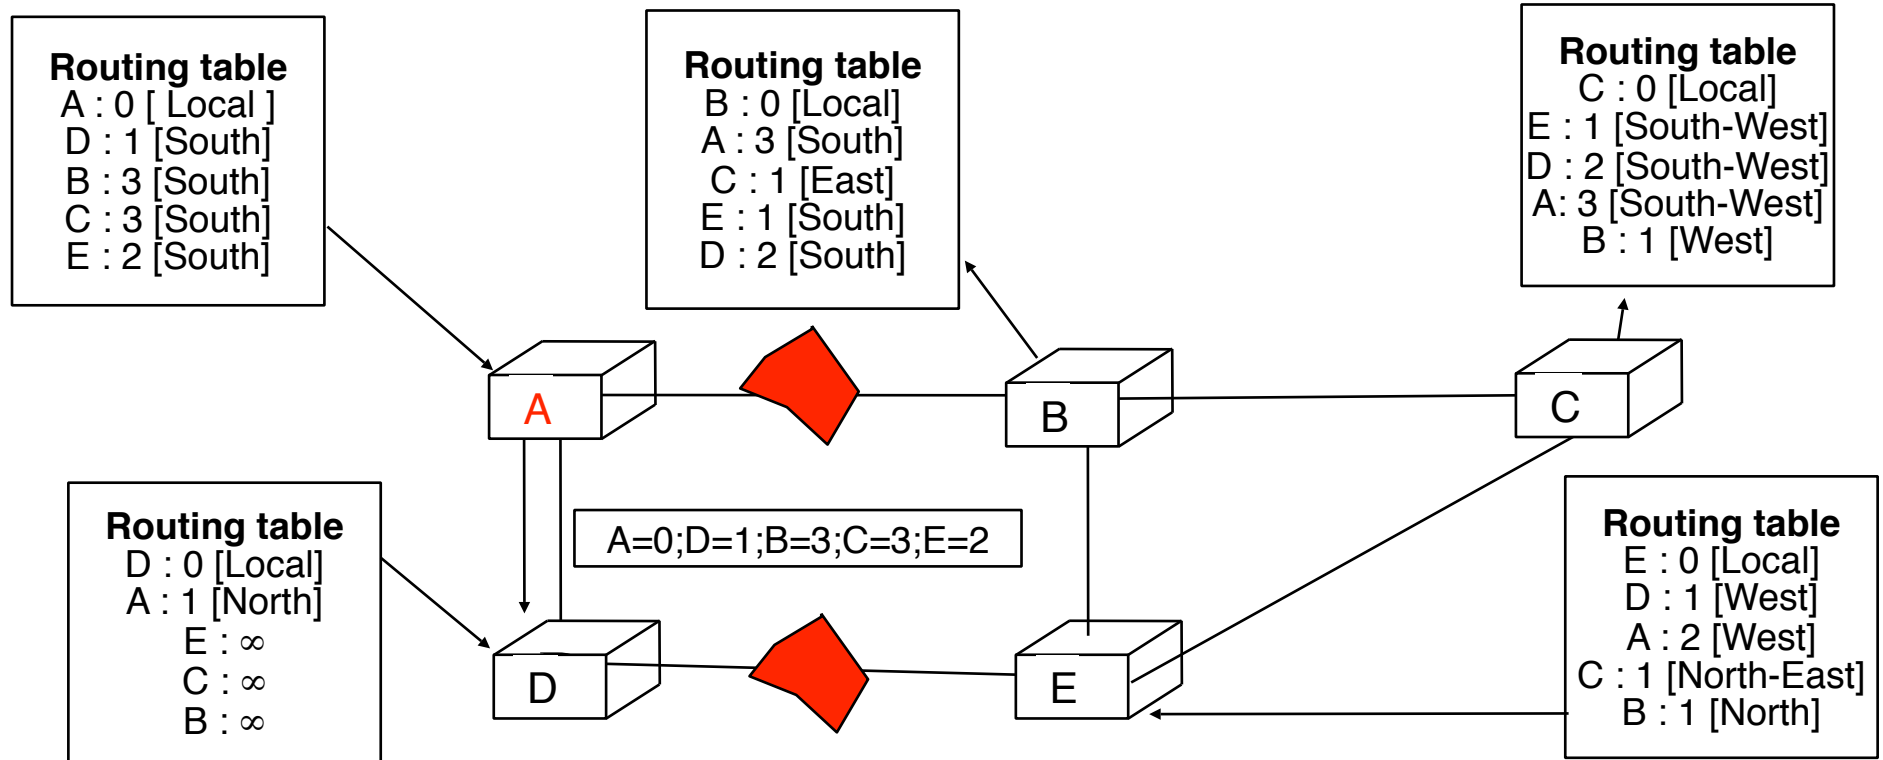 Routing table
A : 0 [ Local ]
D : 1 [South]
B : 3 [South]
C : 3 [South]
E : 2 [South]
Routing table
B : 0 [Local]
A : 3 [South]
C : 1 [East]
E : 1 [South]
D : 2 [South]
Routing table
C : 0 [Local]
E : 1 [South-West]
D : 2 [South-West]
A: 3 [South-West]
B : 1 [West]
A
B
C
Routing table
D : 0 [Local]
A : 1 [North]
E : ∞
C : ∞
B : ∞
A=0;D=1;B=3;C=3;E=2
D
E
Routing table
E : 0 [Local]
D : 1 [West]
A : 2 [West]
C : 1 [North-East]
B : 1 [North]